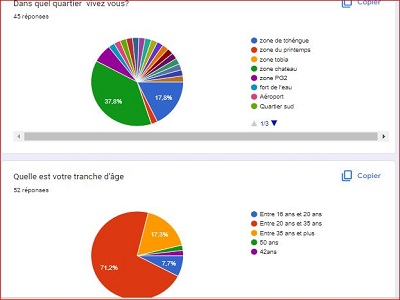 Dans quel quartier vivez vous?
Copier
45 réponses
zone de tohéngue
zone du printemps
zone tobia
zone chateau
zone PG2
fort de l'eau
Aéroport
Quartier sud
37,8%
17,8%
1/3
Quelle est votre tranche d'âge
Copier
52 réponses
Entre 16 ans et 20 ans
Entre 20 ans et 35 ans
Entre 35 ans et plus
60 ans
42ans
17,3%
71,2%
7,7%